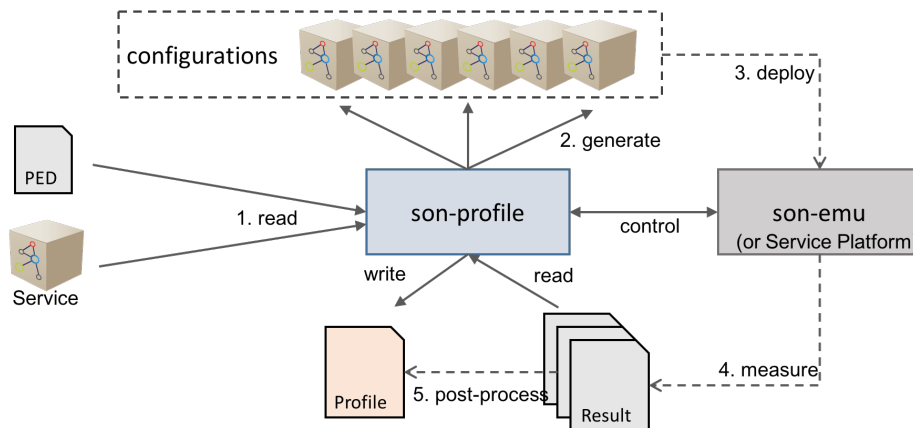 configurations
3. deploy
2. generate
PED
1. read
son-profile
control
son-emu
(or Service Platform
Service
write
read
4. measure
5. post-process
Profile
Result